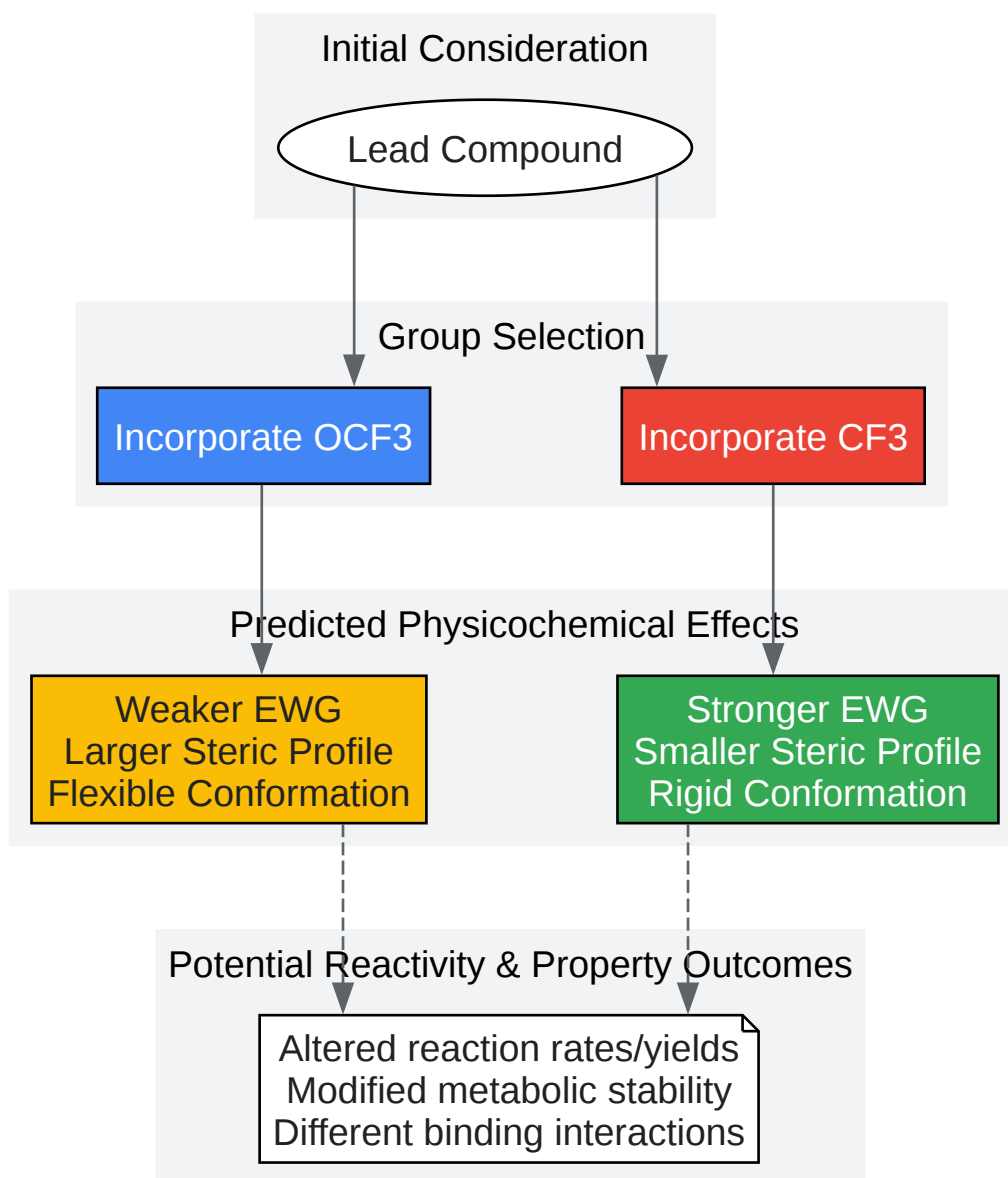 Initial Consideration
Lead Compound
Group Selection
Incorporate OCF3
Incorporate CF3
Predicted Physicochemical Effects
Weaker EWG
Larger Steric Profile
Flexible Conformation
Stronger EWG
Smaller Steric Profile
Rigid Conformation
Potential Reactivity & Property Outcomes
Altered reaction rates/yields
Modified metabolic stability
Different binding interactions